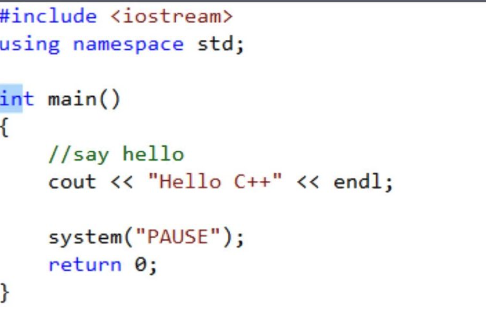 #include <iostream>
using namespace std;
int main()
{
//say hello
cout << "Hello C++" << endl;
system("PAUSE");
return 0;
}